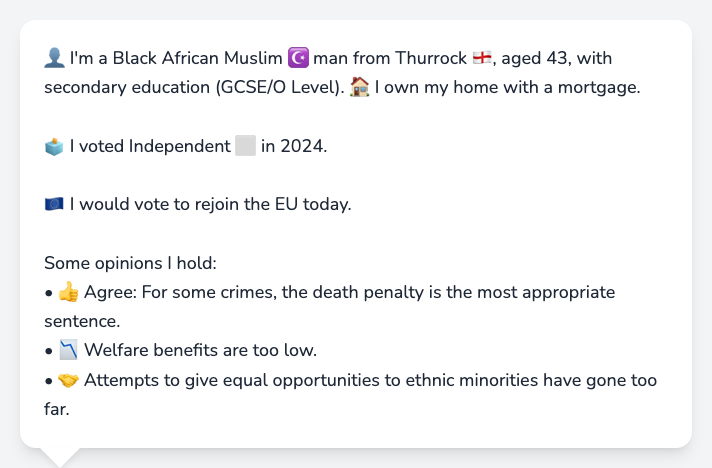 👤 I'm a Black African Muslim ☪️ man from Thurrock 🏴󠁧󠁢󠁥󠁮󠁧󠁿, aged 43, with
secondary education (GCSE/O Level). 🏠 I own my home with a mortgage.
🗳️ I voted Independent ⬜ in 2024.
🇪🇺 I would vote to rejoin the EU today.
Some opinions I hold:
• 👍 Agree: For some crimes, the death penalty is the most appropriate
sentence.
• 📉 Welfare benefits are too low.
• 🤝 Attempts to give equal opportunities to ethnic minorities have gone too
far.